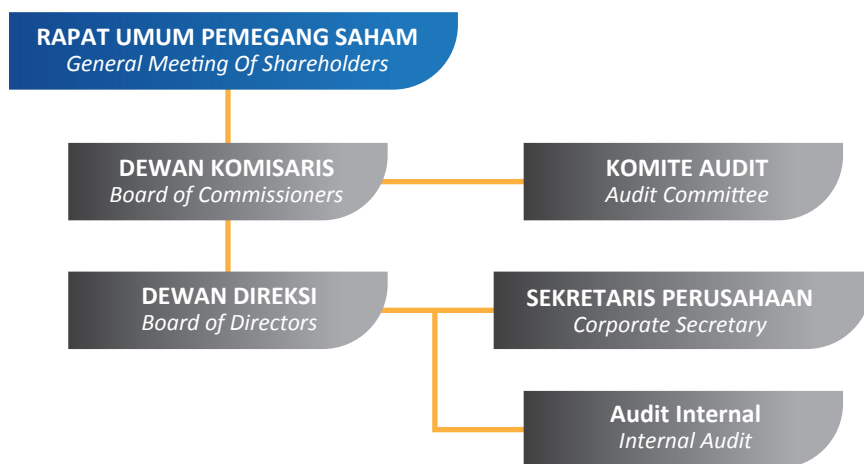 RAPAT UMUM PEMEGANG SAHAM
General Meeting Of Shareholders
DEWAN KOMISARIS
Board of Commissioners
KOMITE AUDIT
Audit Committee
DEWAN DIREKSI
Board of Directors
SEKRETARIS PERUSAHAAN
Corporate Secretary
Audit Internal
Internal Audit